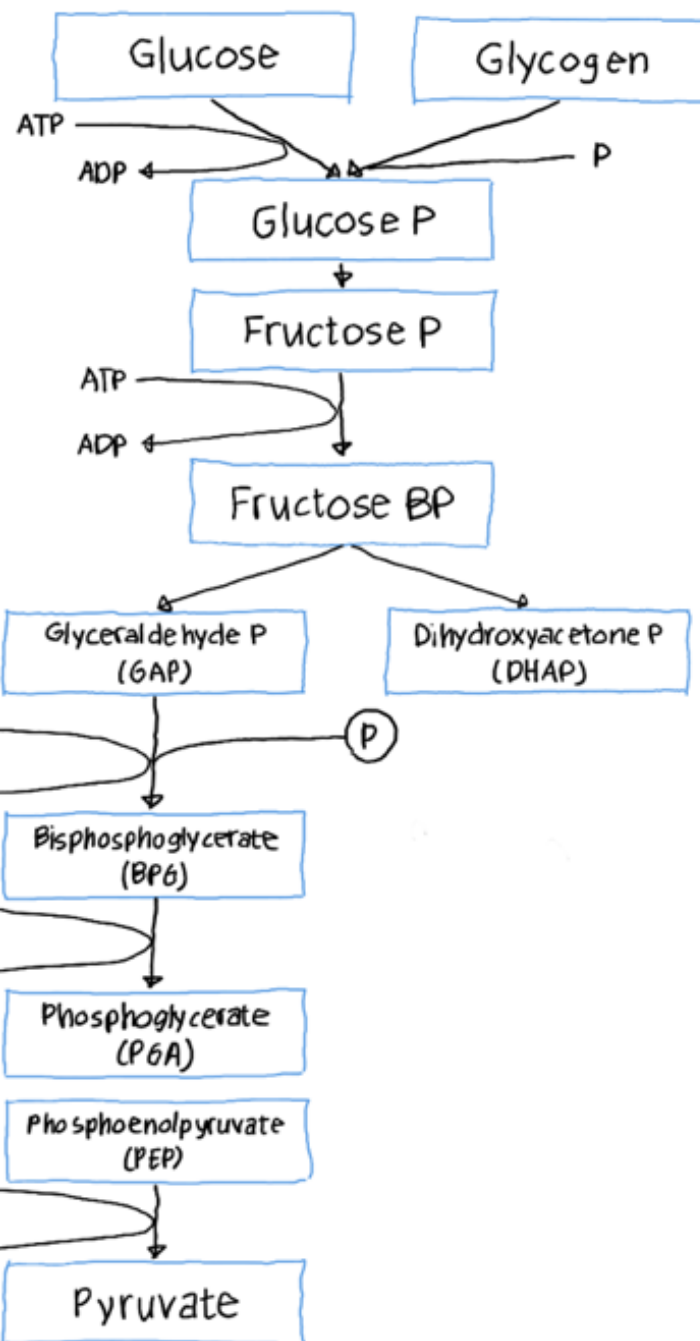 Glucose
Glycogen
ATP
ADP
P
Glucose P
Fructose P
ATP
ADP
Fructose BP
Glyceraldehyde P
(GAP)
Dihydroxyacetone P
(DHAP)
P
Bisphosphoglycerate
(BPG)
Phosphoglycerate
(PGA)
Phosphoenolpyruvate
(PEP)
Pyruvate